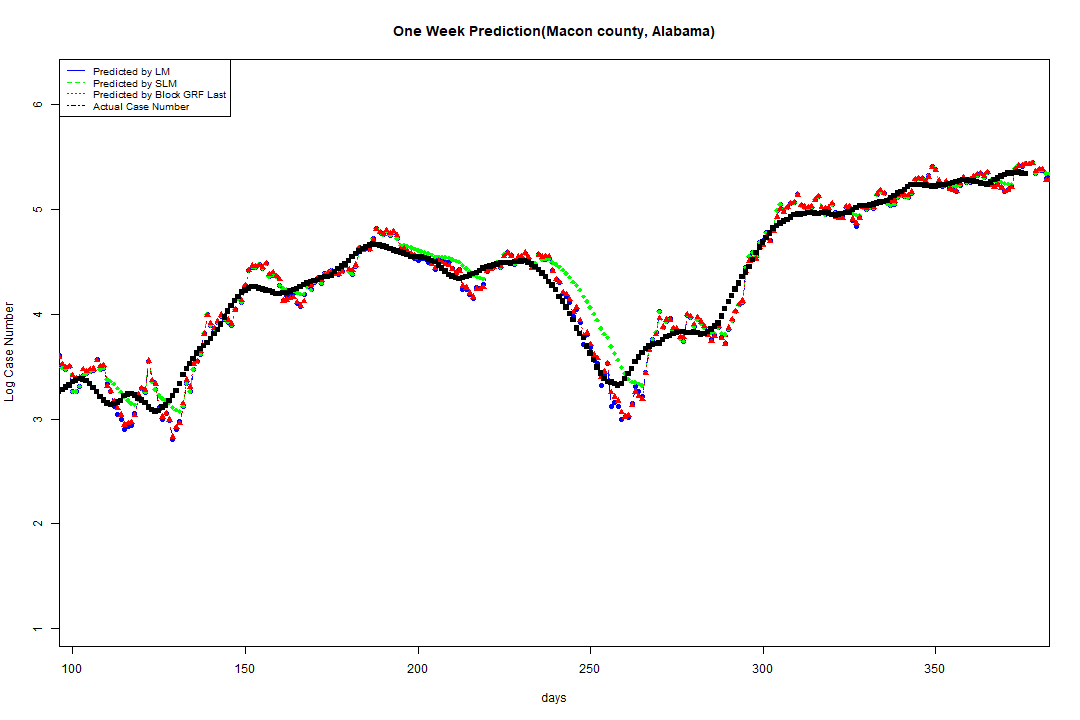 One Week Prediction(Macon county, Alabama)
Predicted by LM
Predicted by SLM
Predicted by Block GRF Last
Actual Case Number
6
5
4
3
2
1
Log Case Number
100 150 200 250 300 350
days